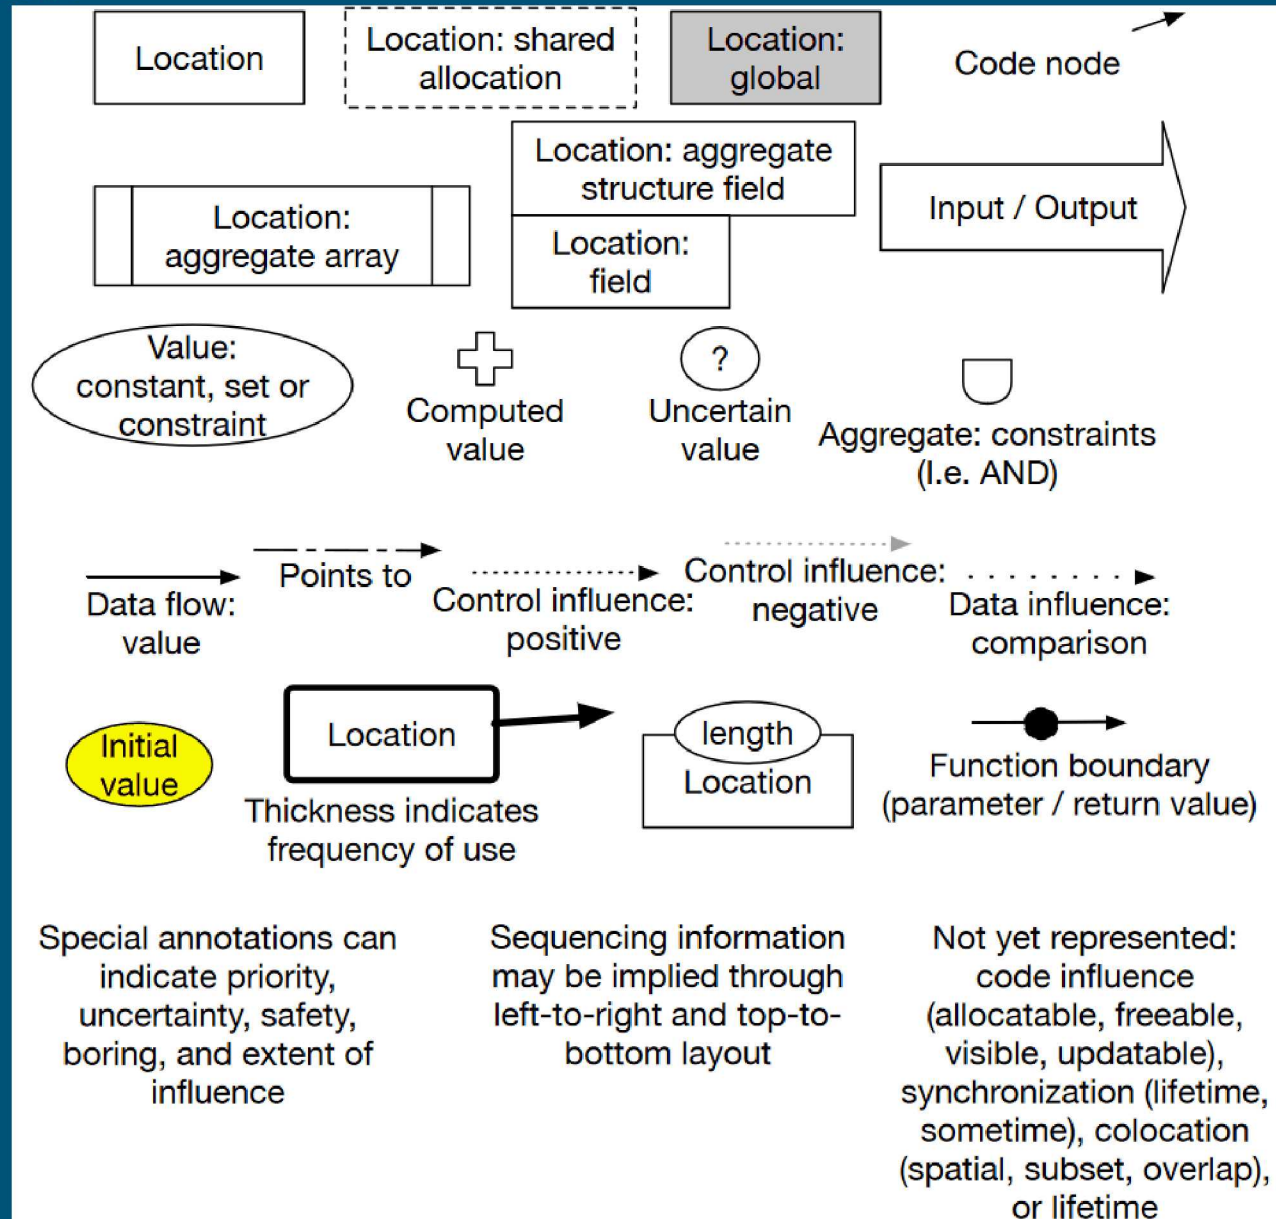 Location
Location: shared
allocation
Location:
global
Code node
Location:
aggregate array
Location: aggregate
structure field
Location:
field
Input / Output
Value:
constant, set or
constraint
Computed
value
?
Uncertain
value
Aggregate: constraints
(I.e. AND)
Data flow:
value
Points to
Control influence:
positive
Control influence:
negative
Data influence:
comparison
Initial
value
Location
Thickness indicates
frequency of use
length
Location
Function boundary
(parameter / return value)
Special annotations can
indicate priority,
uncertainty, safety,
boring, and extent of
influence
Sequencing information
may be implied through
left-to-right and top-to-
bottom layout
Not yet represented:
code influence
(allocatable, freeable,
visible, updatable),
synchronization (lifetime,
sometime), colocation
(spatial, subset, overlap),
or lifetime